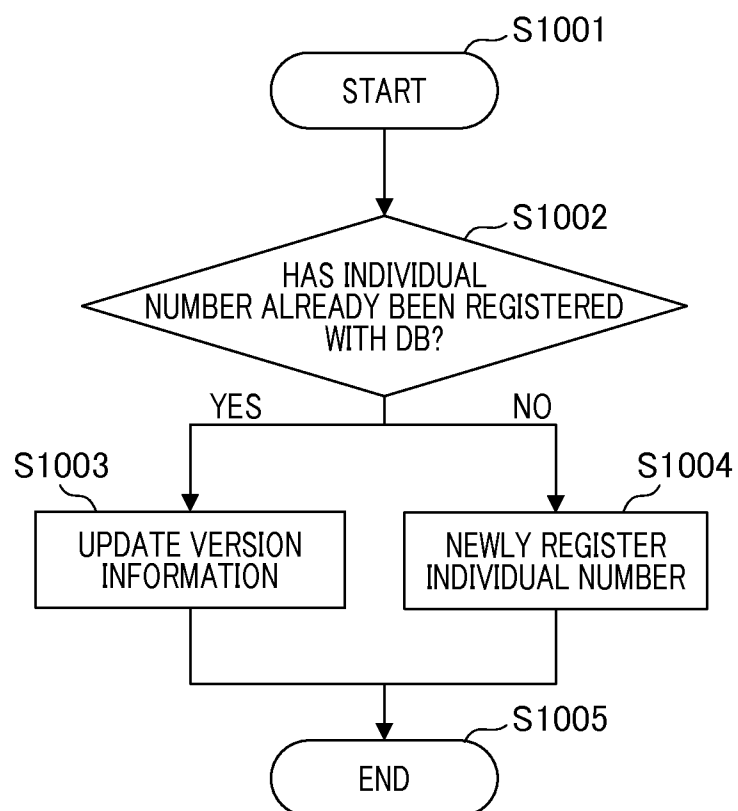 S1001
START
S1002
HAS INDIVIDUAL
NUMBER ALREADY BEEN REGISTERED
WITH DB?
YES
NO
S1003
S1004
UPDATE VERSION
INFORMATION
NEWLY REGISTER
INDIVIDUAL NUMBER
S1005
END